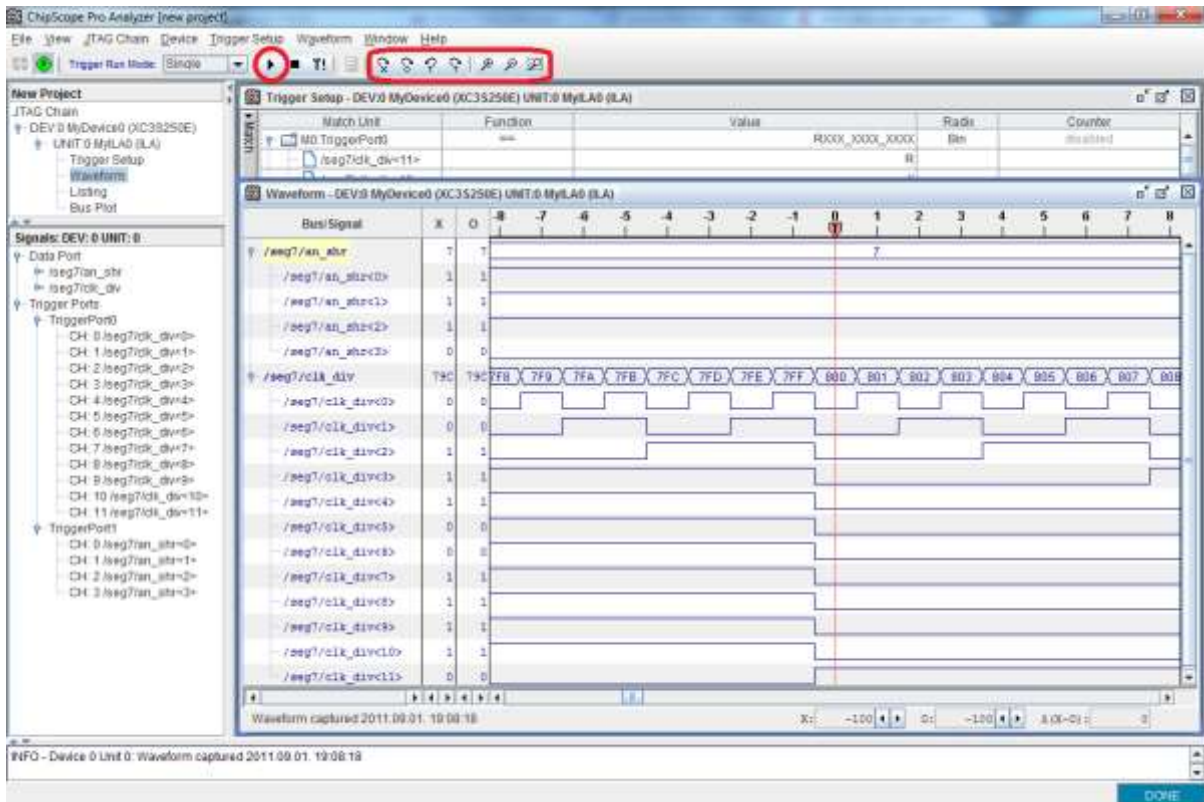 ChipScope Pro Analyzer [new project]
File View JTAG Chain Device Trigger Setup Waveform Window Help
Trigger Run Mode: Single T!
New Project
JTAG Chain
DEV:0 MyDevice0 (XC3S250E)
UNIT:0 MyILA0 (ILA)
Trigger Setup
Waveform
Listing
Bus Plot
Signals: DEV: 0 UNIT: 0
Data Port
/seg7/an_shr
/seg7/clk_div
Trigger Ports
TriggerPort0
CH: 0 /seg7/clk_div<0>
CH: 1 /seg7/clk_div<1>
CH: 2 /seg7/clk_div<2>
CH: 3 /seg7/clk_div<3>
CH: 4 /seg7/clk_div<4>
CH: 5 /seg7/clk_div<5>
CH: 6 /seg7/clk_div<6>
CH: 7 /seg7/clk_div<7>
CH: 8 /seg7/clk_div<8>
CH: 9 /seg7/clk_div<9>
CH: 10 /seg7/clk_div<10>
CH: 11 /seg7/clk_div<11>
TriggerPort1
CH: 0 /seg7/an_shr<0>
CH: 1 /seg7/an_shr<1>
CH: 2 /seg7/an_shr<2>
CH: 3 /seg7/an_shr<3>
Trigger Setup - DEV:0 MyDevice0 (XC3S250E) UNIT:0 MyILA0 (ILA)
Match
Match Unit Function Value Radix Counter
M0:TriggerPort0 == RXXX_XXXX_XXXX Bin disabled
/seg7/clk_div<11> R
Waveform - DEV:0 MyDevice0 (XC3S250E) UNIT:0 MyILA0 (ILA)
Bus/Signal X O -8 -7 -6 -5 -4 -3 -2 -1 0 1 2 3 4 5 6 7 8
T
/seg7/an_shr 7 7 7
/seg7/an_shr<0> 1 1
/seg7/an_shr<1> 1 1
/seg7/an_shr<2> 1 1
/seg7/an_shr<3> 0 0
/seg7/clk_div 79C 79C 7F8 7F9 7FA 7FB 7FC 7FD 7FE 7FF 800 801 802 803 804 805 806 807 808
/seg7/clk_div<0> 0 0
/seg7/clk_div<1> 0 0
/seg7/clk_div<2> 1 1
/seg7/clk_div<3> 1 1
/seg7/clk_div<4> 1 1
/seg7/clk_div<5> 0 0
/seg7/clk_div<6> 0 0
/seg7/clk_div<7> 1 1
/seg7/clk_div<8> 1 1
/seg7/clk_div<9> 1 1
/seg7/clk_div<10> 1 1
/seg7/clk_div<11> 0 0
Waveform captured 2011.09.01. 19:08:18 X: -100 O: -100 Δ(X-O): 0
INFO - Device 0 Unit 0: Waveform captured 2011.09.01. 19:08:18
DONE